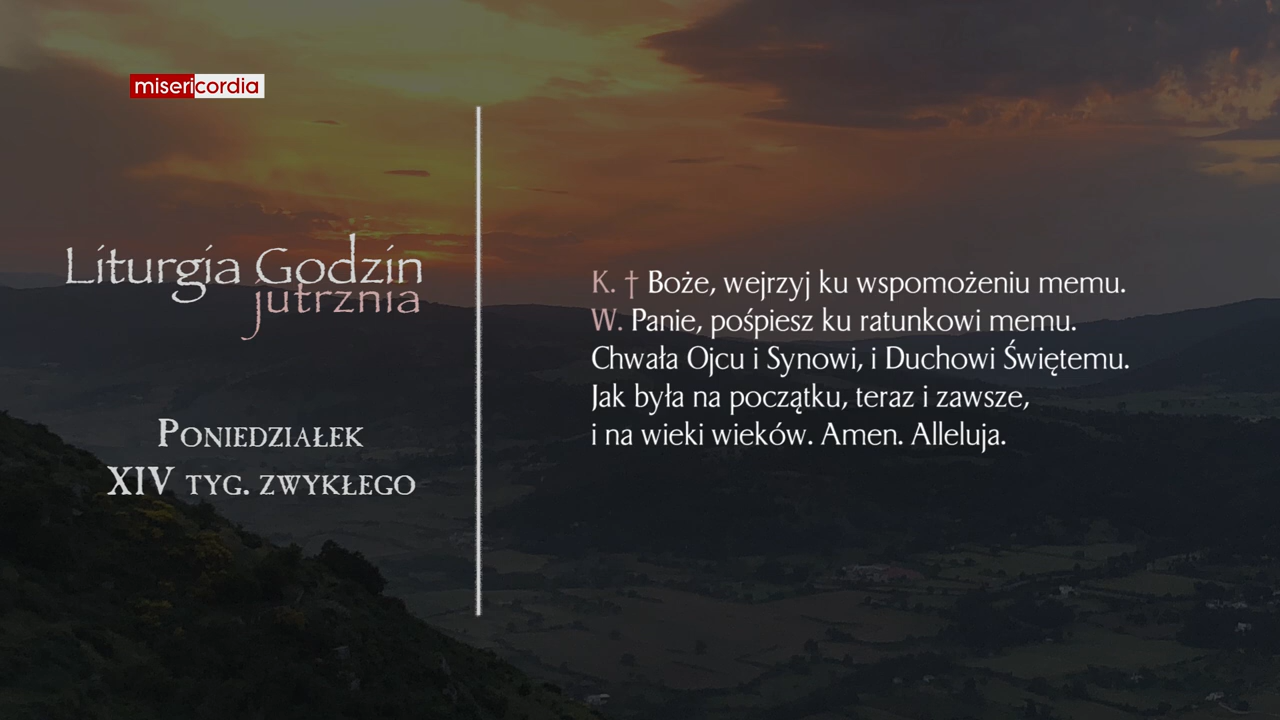 misericordia
Liturgia Godzin
jutrznia
Poniedziałek
XIV tyg. zwykłego
K. † Boże, wejrzyj ku wspomożeniu memu.
W. Panie, pośpiesz ku ratunkowi memu.
Chwała Ojcu i Synowi, i Duchowi Świętemu.
Jak była na początku, teraz i zawsze,
i na wieki wieków. Amen. Alleluja.